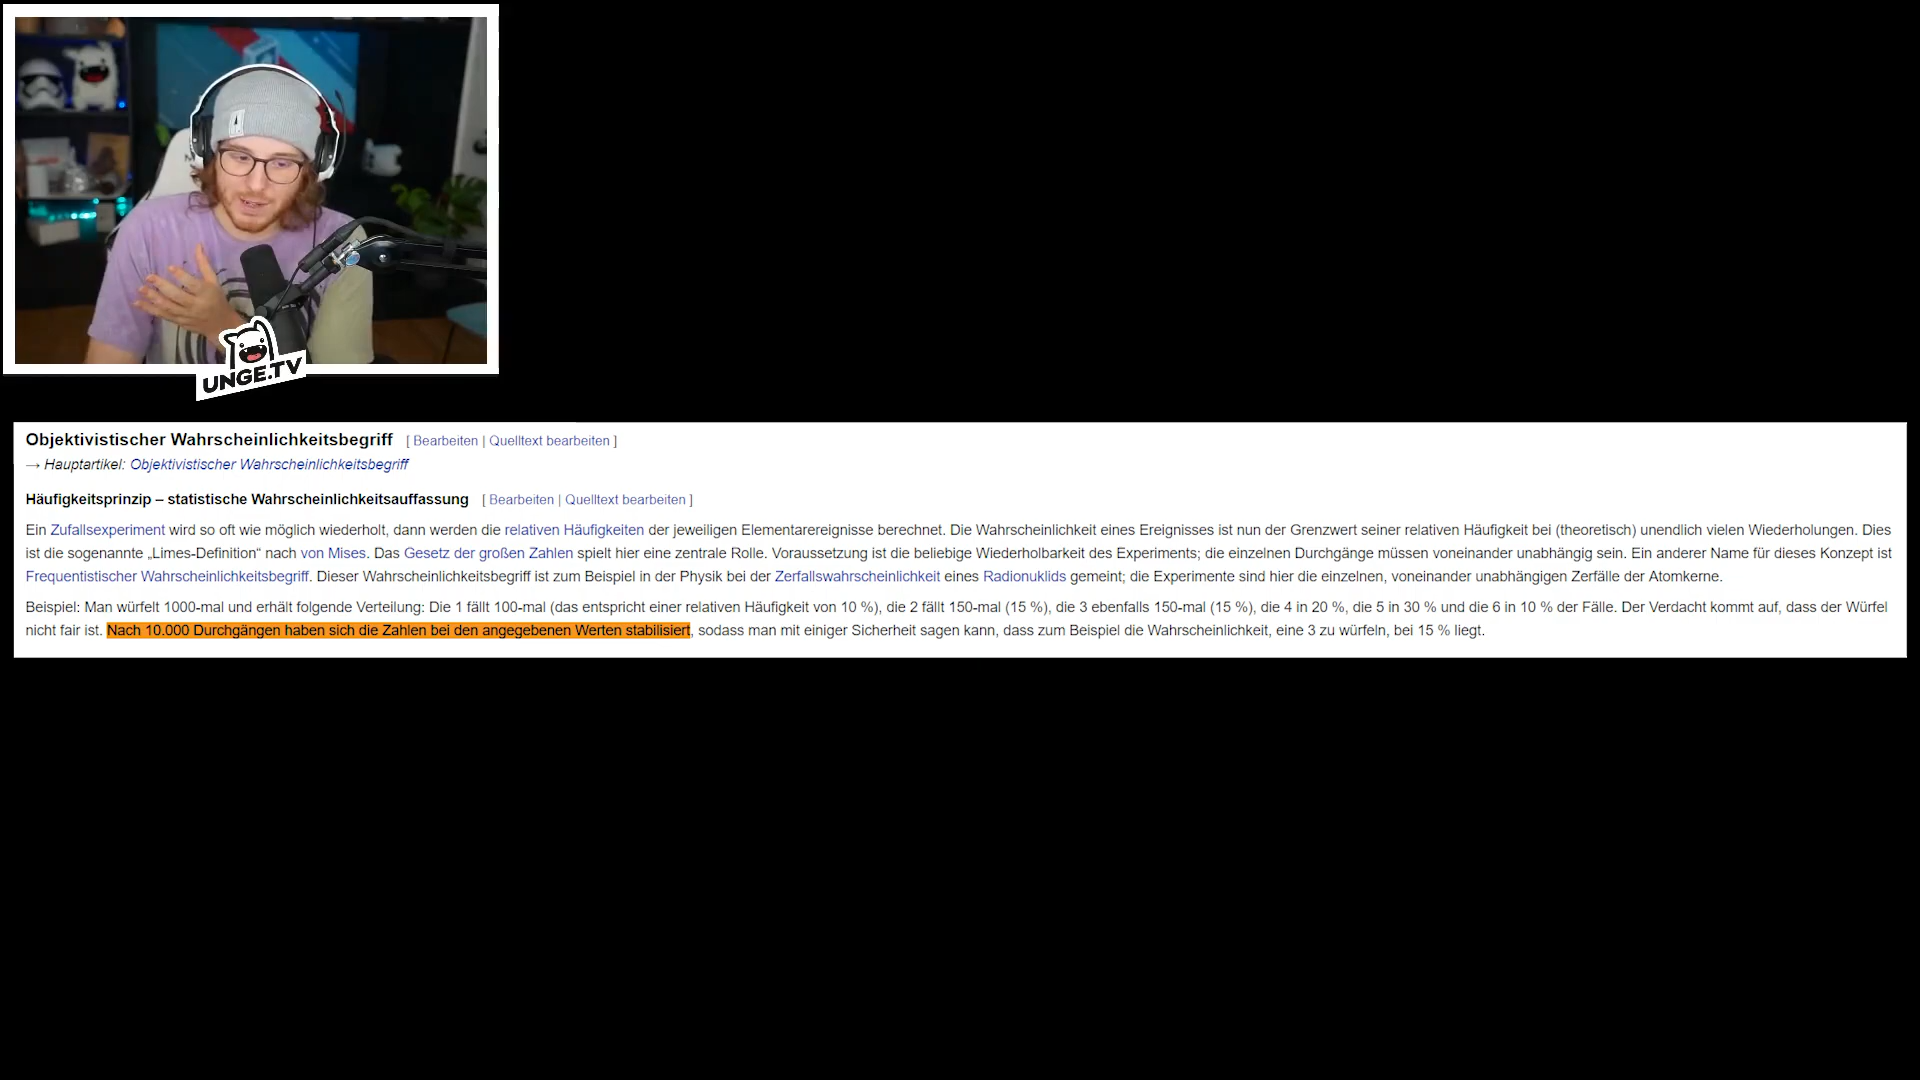 UNGE.TV
Objektivistischer Wahrscheinlichkeitsbegriff [ Bearbeiten | Quelltext bearbeiten ]
→ Hauptartikel: Objektivistischer Wahrscheinlichkeitsbegriff
Häufigkeitsprinzip – statistische Wahrscheinlichkeitsauffassung [ Bearbeiten | Quelltext bearbeiten ]
Ein Zufallsexperiment wird so oft wie möglich wiederholt, dann werden die relativen Häufigkeiten der jeweiligen Elementarereignisse berechnet. Die Wahrscheinlichkeit eines Ereignisses ist nun der Grenzwert seiner relativen Häufigkeit bei (theoretisch) unendlich vielen Wiederholungen. Dies
ist die sogenannte „Limes-Definition“ nach von Mises. Das Gesetz der großen Zahlen spielt hier eine zentrale Rolle. Voraussetzung ist die beliebige Wiederholbarkeit des Experiments; die einzelnen Durchgänge müssen voneinander unabhängig sein. Ein anderer Name für dieses Konzept ist
Frequentistischer Wahrscheinlichkeitsbegriff. Dieser Wahrscheinlichkeitsbegriff ist zum Beispiel in der Physik bei der Zerfallswahrscheinlichkeit eines Radionuklids gemeint; die Experimente sind hier die einzelnen, voneinander unabhängigen Zerfälle der Atomkerne.
Beispiel: Man würfelt 1000-mal und erhält folgende Verteilung: Die 1 fällt 100-mal (das entspricht einer relativen Häufigkeit von 10 %), die 2 fällt 150-mal (15 %), die 3 ebenfalls 150-mal (15 %), die 4 in 20 %, die 5 in 30 % und die 6 in 10 % der Fälle. Der Verdacht kommt auf, dass der Würfel
nicht fair ist. Nach 10.000 Durchgängen haben sich die Zahlen bei den angegebenen Werten stabilisiert, sodass man mit einiger Sicherheit sagen kann, dass zum Beispiel die Wahrscheinlichkeit, eine 3 zu würfeln, bei 15 % liegt.